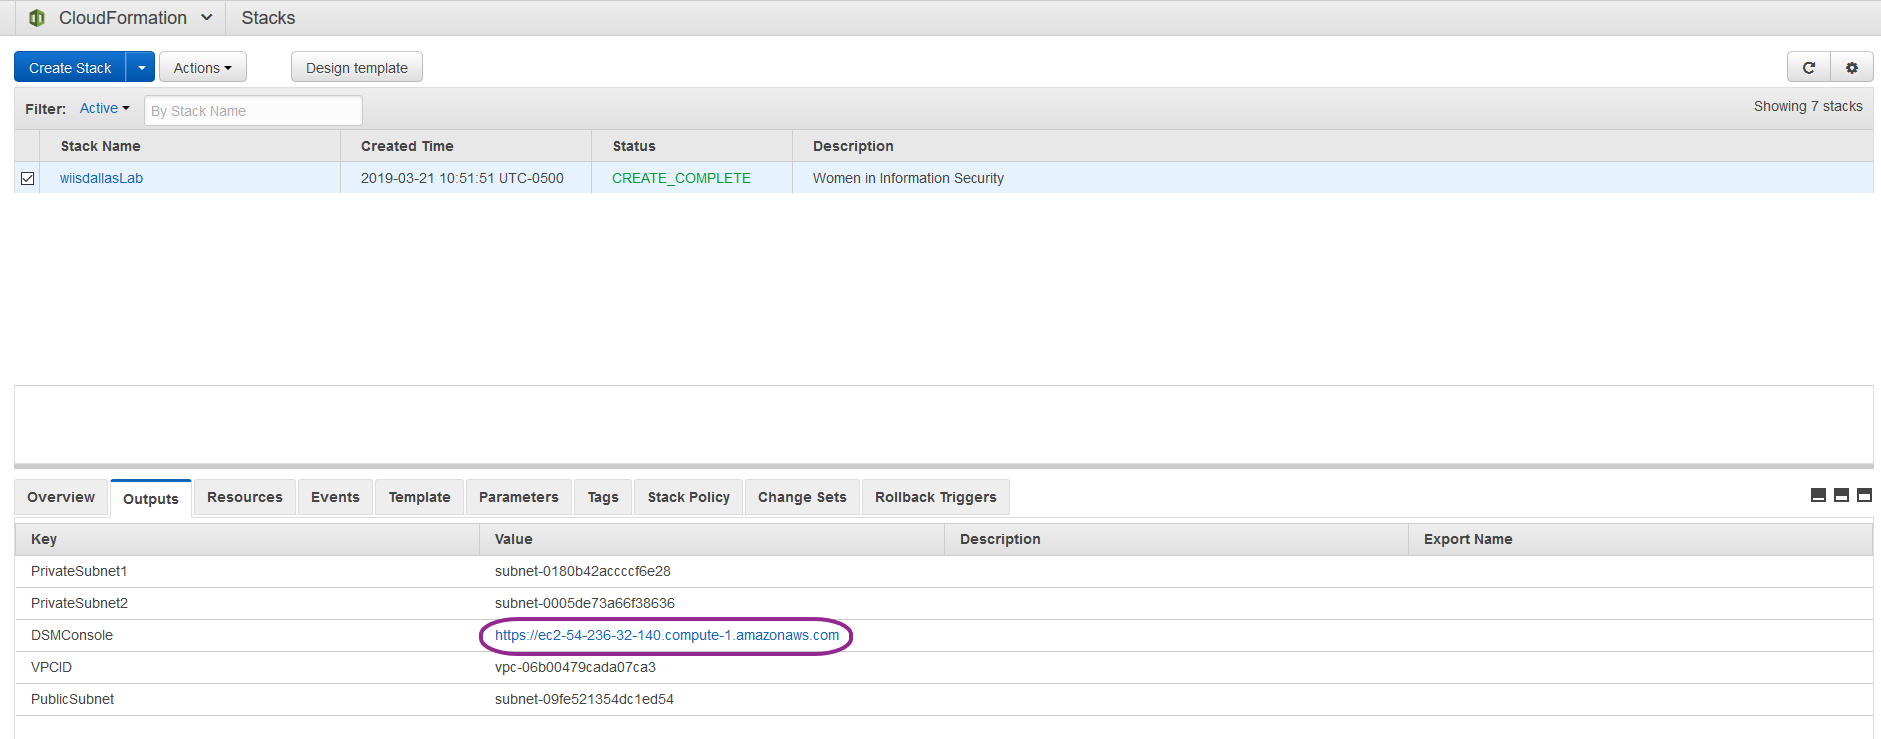 CloudFormation Stacks
Create Stack Actions Design template
Filter: Active By Stack Name Showing 7 stacks
Stack Name Created Time Status Description
wiisdallasLab 2019-03-21 10:51:51 UTC-0500 CREATE_COMPLETE Women in Information Security
Overview Outputs Resources Events Template Parameters Tags Stack Policy Change Sets Rollback Triggers
Key Value Description Export Name
PrivateSubnet1 subnet-0180b42accccf6e28
PrivateSubnet2 subnet-0005de73a66f38636
DSMConsole https://ec2-54-236-32-140.compute-1.amazonaws.com
VPCID vpc-06b00479cada07ca3
PublicSubnet subnet-09fe521354dc1ed54